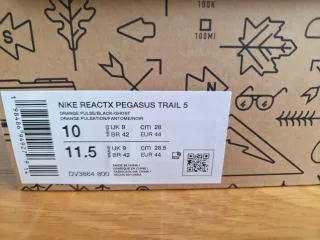 100K
100MI
NIKE REACTX PEGASUS TRAIL 5
ORANGE PULSE/BLACK-GHOST
ORANGE PULSATION/FANTOME/NOIR
10 UK 9 cm 28
BR 42 EUR 44
11.5 UK 9 cm 28.5
BR 42 EUR 44
DV3864 800